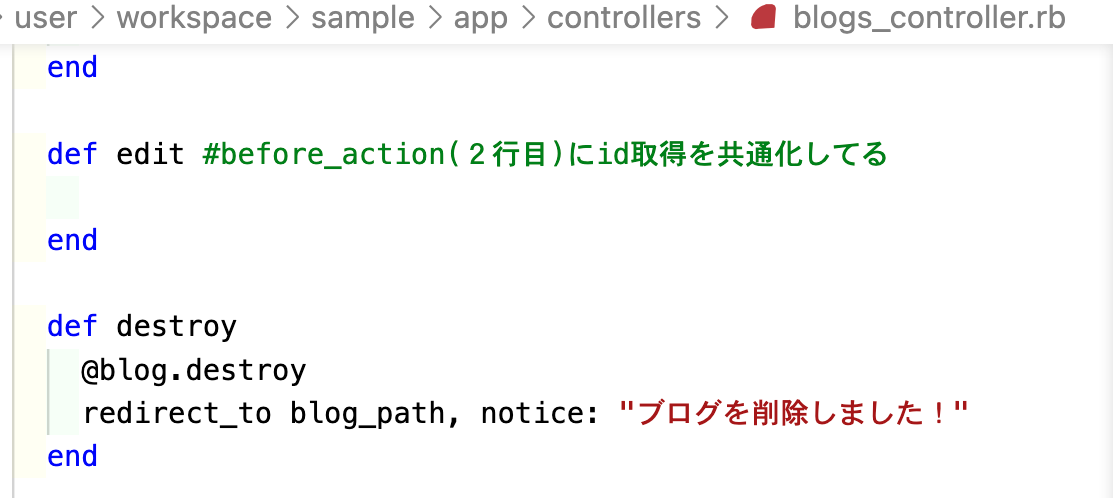 user > workspace > sample > app > controllers > blogs_controller.rb
end
def edit #before_action(２行目)にid取得を共通化してる
end
def destroy
@blog.destroy
redirect_to blog_path, notice: "ブログを削除しました！"
end